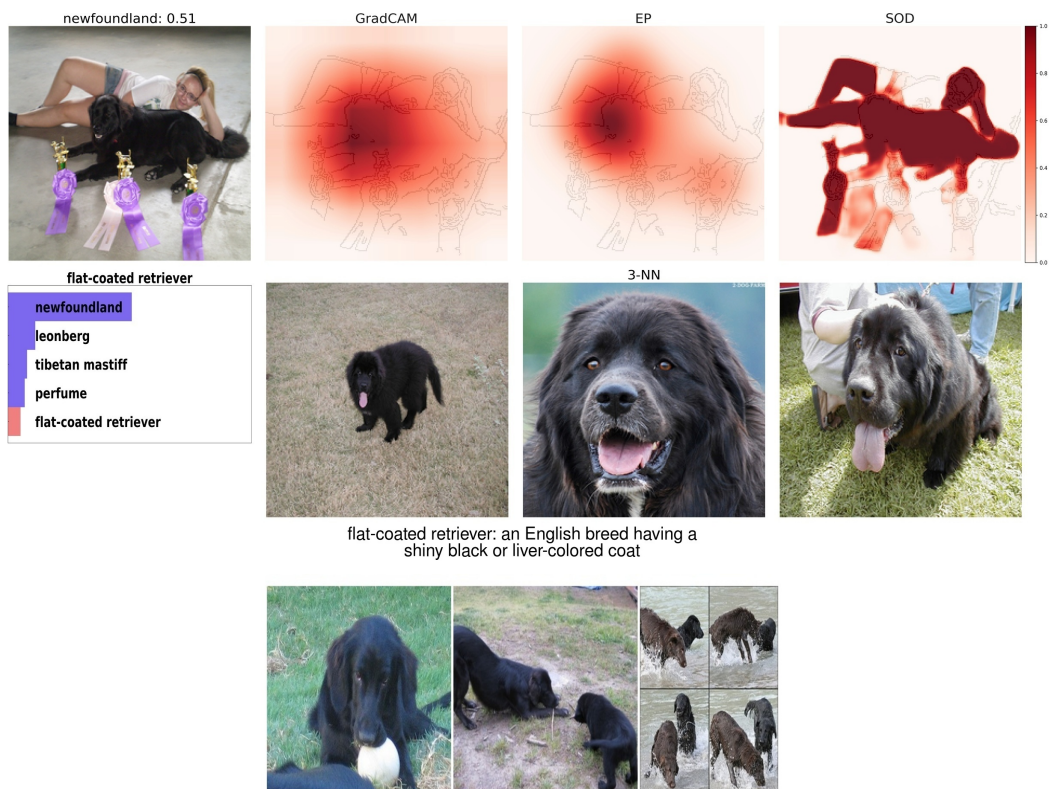 newfoundland: 0.51
GradCAM
EP
SOD
1.0
0.8
0.6
0.4
0.2
0.0
flat-coated retriever
newfoundland
leonberg
tibetan mastiff
perfume
flat-coated retriever
3-NN
flat-coated retriever: an English breed having a
shiny black or liver-colored coat